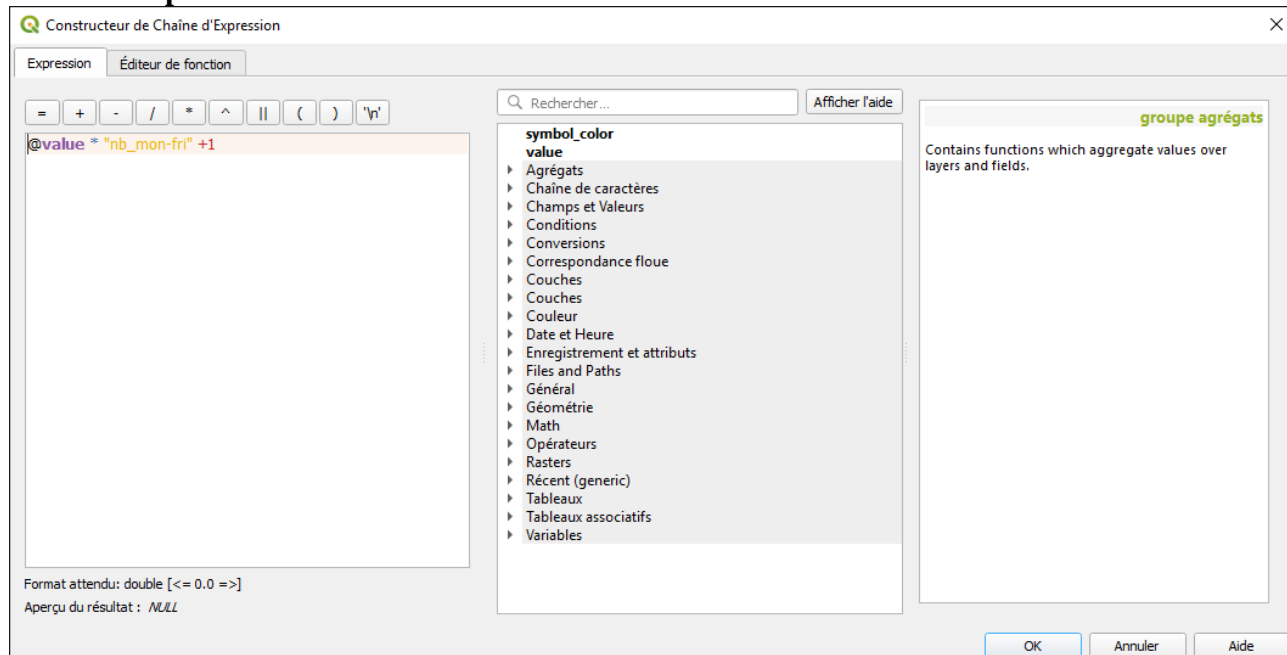 Constructeur de Chaîne d'Expression
Expression Éditeur de fonction
= + - / * ^ || ( ) '\n'
@value * "nb_mon-fri" +1
Format attendu: double [<= 0.0 =>]
Aperçu du résultat : NULL
Rechercher... Afficher l'aide
symbol_color
value
Agrégats
Chaîne de caractères
Champs et Valeurs
Conditions
Conversions
Correspondance floue
Couches
Couches
Couleur
Date et Heure
Enregistrement et attributs
Files and Paths
Général
Géométrie
Math
Opérateurs
Rasters
Récent (generic)
Tableaux
Tableaux associatifs
Variables
groupe agrégats
Contains functions which aggregate values over
layers and fields.
OK Annuler Aide